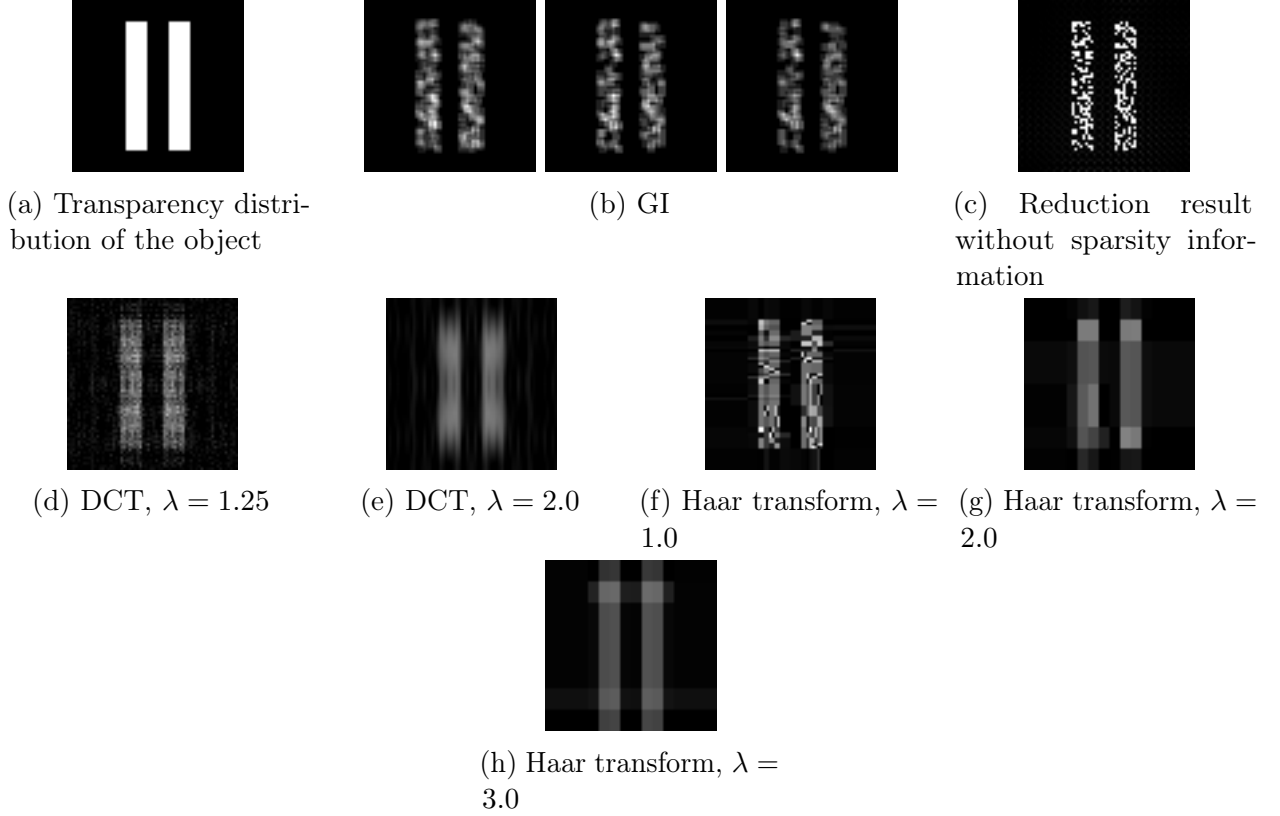 (a) Transparency distri-
bution of the object
(b) GI
(c) Reduction result
without sparsity infor-
mation
(d) DCT, λ = 1.25
(e) DCT, λ = 2.0
(f) Haar transform, λ =
1.0
(g) Haar transform, λ =
2.0
(h) Haar transform, λ =
3.0